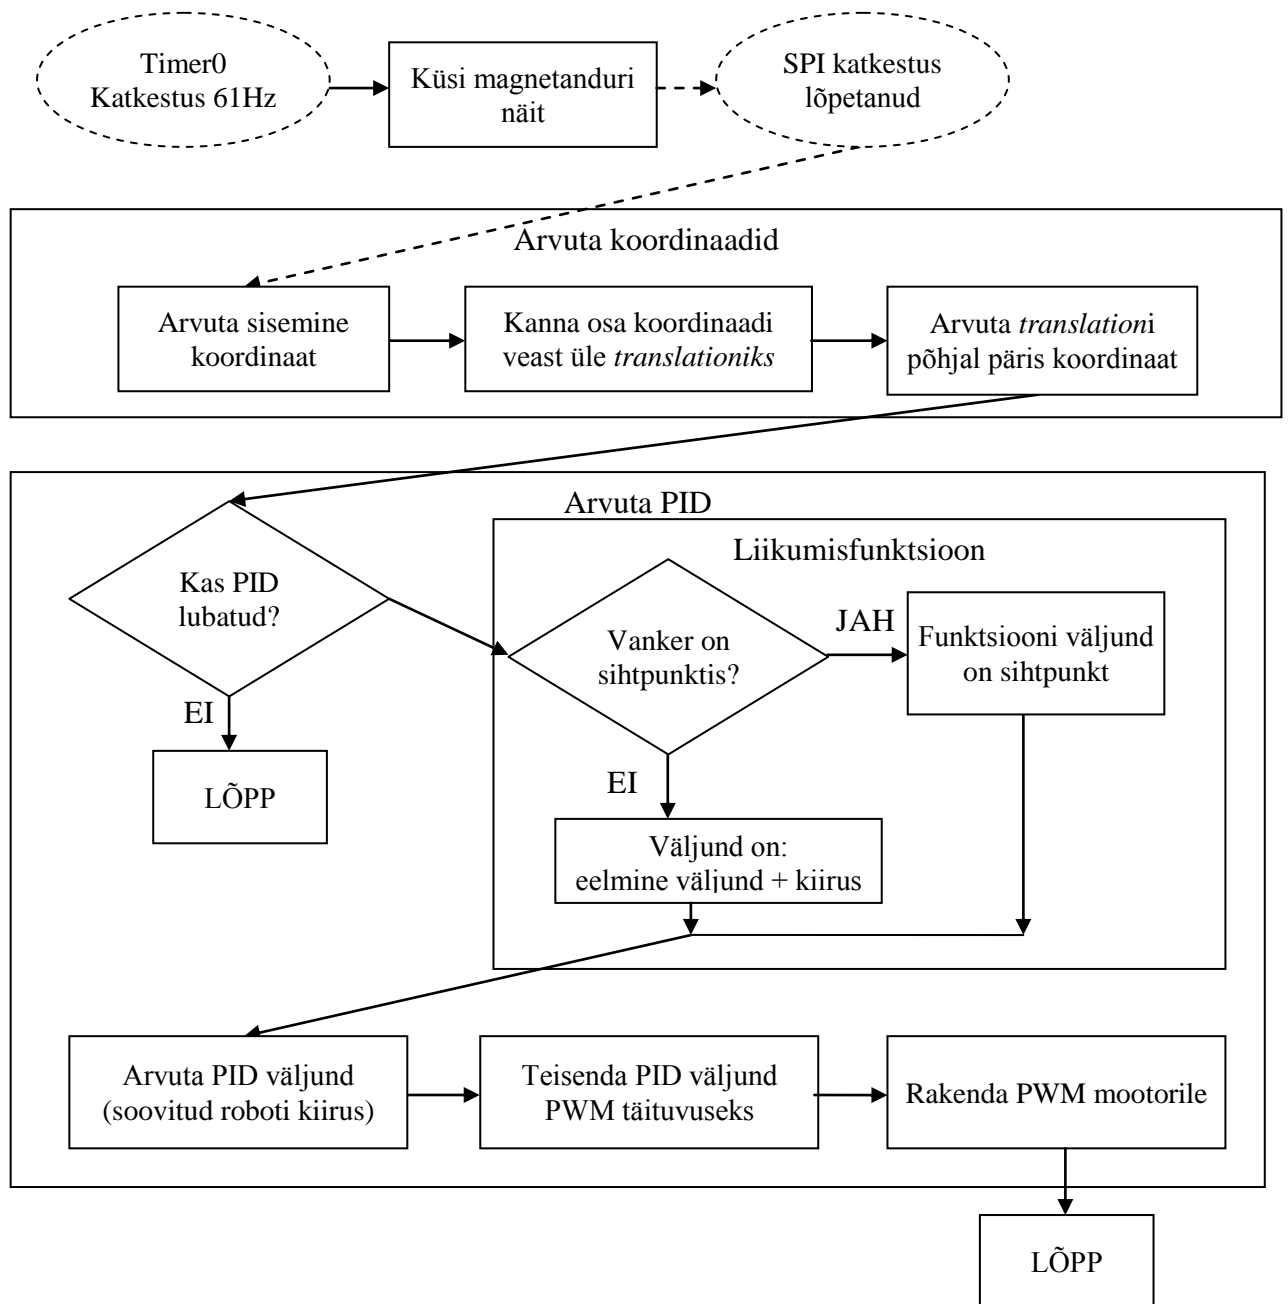 Timer0
Katkestus 61Hz
Küsi magnetanduri
näit
SPI katkestus
lõpetanud
Arvuta koordinaadid
Arvuta sisemine
koordinaat
Kanna osa koordinaadi
veast üle translationiks
Arvuta translationi
põhjal päris koordinaat
Arvuta PID
Liikumisfunktsioon
Kas PID
lubatud?
Vanker on
sihtpunktis?
JAH
Funktsiooni väljund
on sihtpunkt
EI
LÕPP
EI
Väljund on:
eelmine väljund + kiirus
Arvuta PID väljund
(soovitud roboti kiirus)
Teisenda PID väljund
PWM täituvuseks
Rakenda PWM mootorile
LÕPP